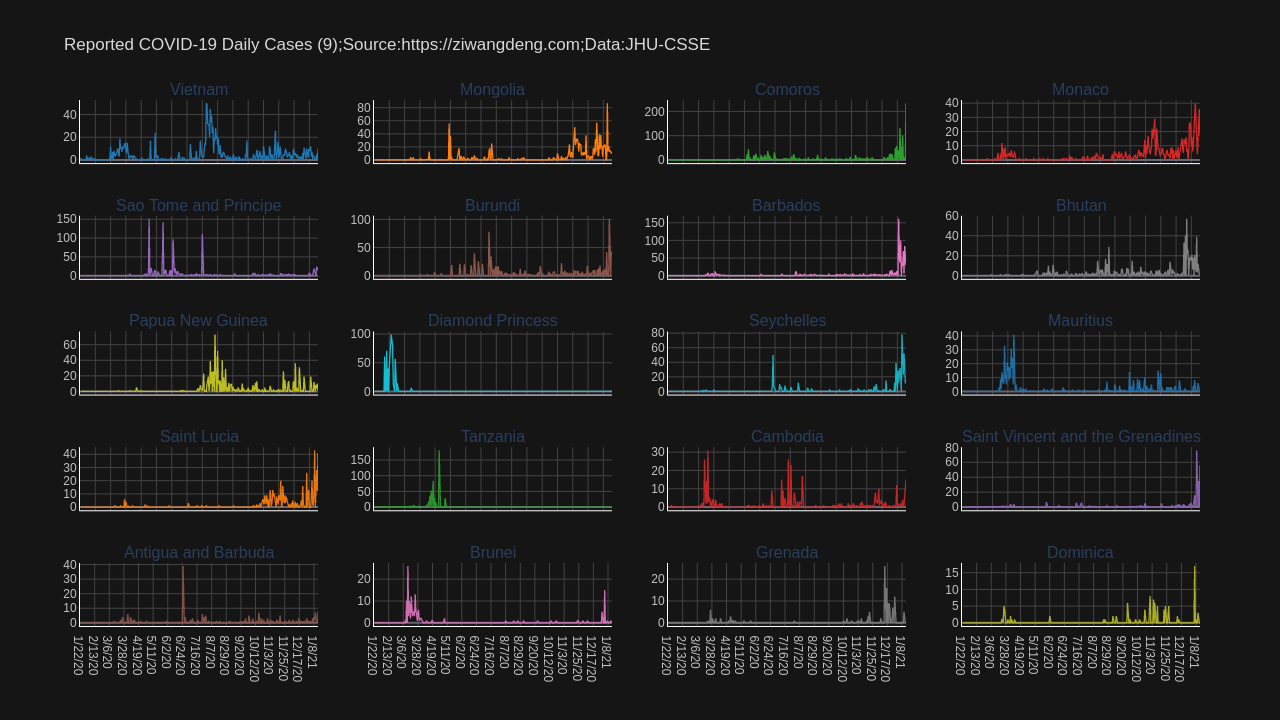 Reported COVID-19 Daily Cases (9);Source:https://ziwangdeng.com;Data:JHU-CSSE
Vietnam Mongolia Comoros Monaco
40 20 0
80 60 40 20 0
200 100 0
40 30 20 10 0
Sao Tome and Principe Burundi Barbados Bhutan
150 100 50 0
100 50 0
150 100 50 0
60 40 20 0
Papua New Guinea Diamond Princess Seychelles Mauritius
60 40 20 0
100 50 0
80 60 40 20 0
40 30 20 10 0
Saint Lucia Tanzania Cambodia Saint Vincent and the Grenadines
40 30 20 10 0
150 100 50 0
30 20 10 0
80 60 40 20 0
Antigua and Barbuda Brunei Grenada Dominica
40 30 20 10 0
20 10 0
20 10 0
15 10 5 0
1/22/20 2/13/20 3/6/20 3/28/20 4/19/20 5/11/20 6/2/20 6/24/20 7/16/20 8/7/20 8/29/20 9/20/20 10/12/20 11/3/20 11/25/20 12/17/20 1/8/21
1/22/20 2/13/20 3/6/20 3/28/20 4/19/20 5/11/20 6/2/20 6/24/20 7/16/20 8/7/20 8/29/20 9/20/20 10/12/20 11/3/20 11/25/20 12/17/20 1/8/21
1/22/20 2/13/20 3/6/20 3/28/20 4/19/20 5/11/20 6/2/20 6/24/20 7/16/20 8/7/20 8/29/20 9/20/20 10/12/20 11/3/20 11/25/20 12/17/20 1/8/21
1/22/20 2/13/20 3/6/20 3/28/20 4/19/20 5/11/20 6/2/20 6/24/20 7/16/20 8/7/20 8/29/20 9/20/20 10/12/20 11/3/20 11/25/20 12/17/20 1/8/21